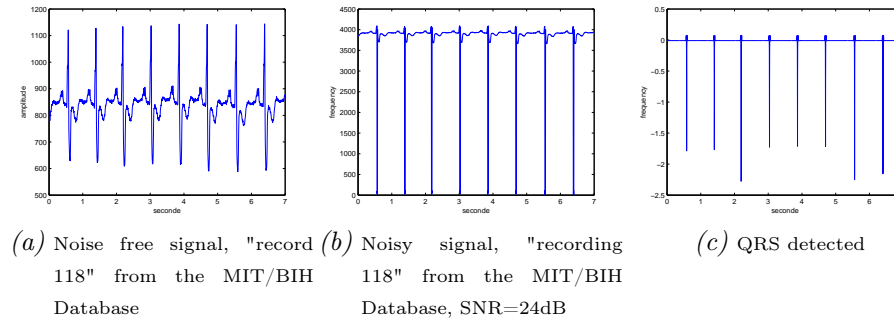 1200
1100
1000
900
800
700
600
500
amplitude
0 1 2 3 4 5 6 7
seconde
4500
4000
3500
3000
2500
2000
1500
1000
500
0
frequency
0 1 2 3 4 5 6 7
seconde
0.5
0
−0.5
−1
−1.5
−2
−2.5
frequency
0 1 2 3 4 5 6
seconde
(a) Noise free signal, "record
118" from the MIT/BIH
Database
(b) Noisy signal, "recording
118" from the MIT/BIH
Database, SNR=24dB
(c) QRS detected